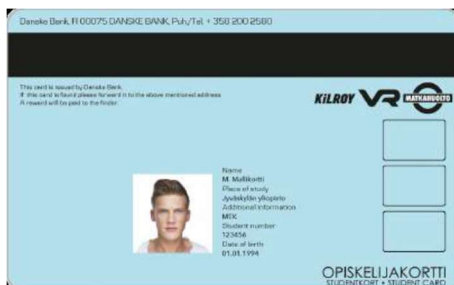 Danske Bank, FI 00075 DANSKE BANK, Puh/Tel. + 358 200 2580
This card is issued by Danske Bank.
If this card is found please forward it to the above mentioned address
A reward will be paid to the finder.
KILROY VR MATKAHUOLTO
Name
M. Mallikortti
Place of study
Jyväskylän yliopisto
Additional information
MTK
Student number
123456
Date of birth
01.01.1994
OPISKELIJAKORTTI
STUDENTKORT • STUDENT CARD